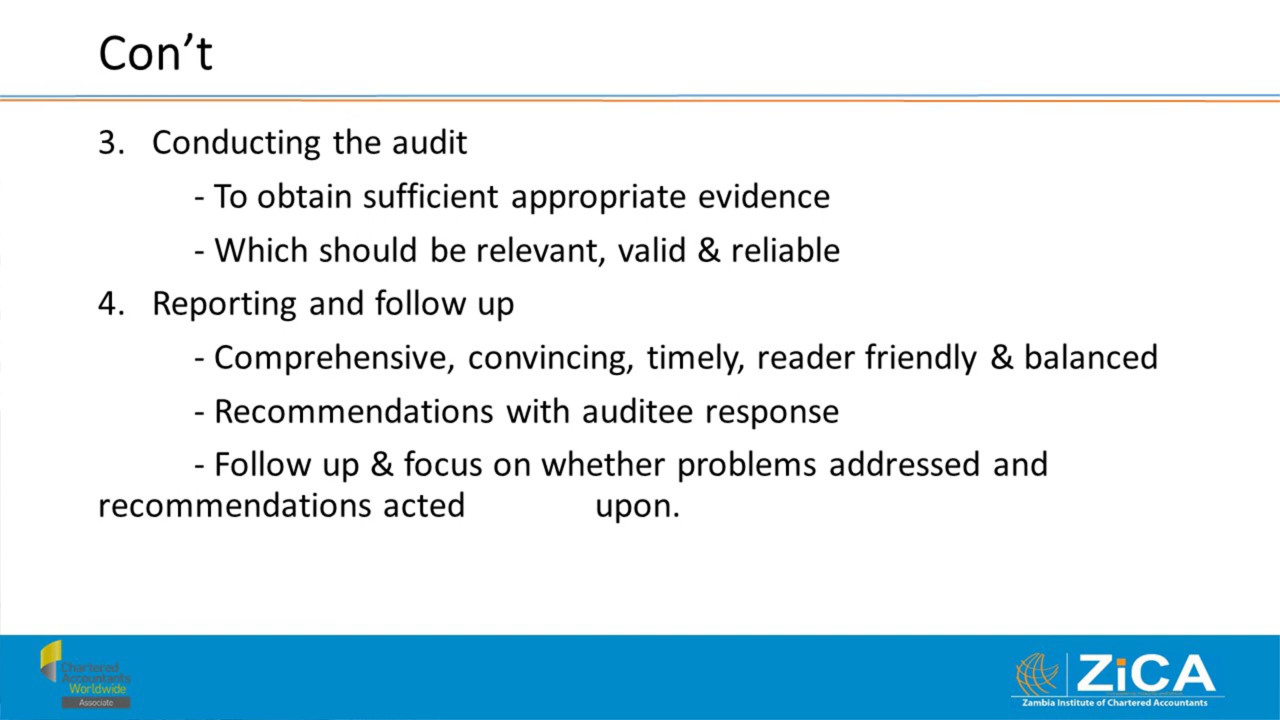 Con’t
3. Conducting the audit
- To obtain sufficient appropriate evidence
- Which should be relevant, valid & reliable
4. Reporting and follow up
- Comprehensive, convincing, timely, reader friendly & balanced
- Recommendations with auditee response
- Follow up & focus on whether problems addressed and
recommendations acted upon.
Chartered
Accountants
Worldwide
Associate
ZiCA
Zambia Institute of Chartered Accountants